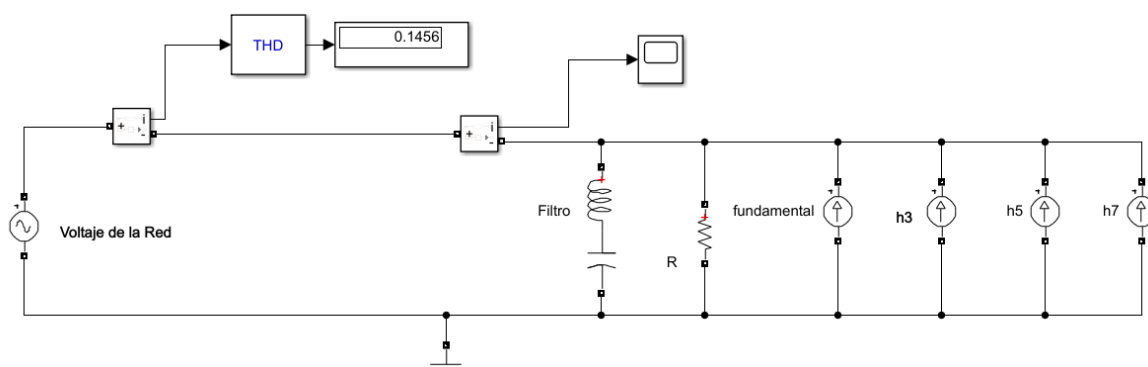 THD
0.1456
i
+
-
i
+
-
Filtro
fundamental
h3
h5
h7
Voltaje de la Red
R